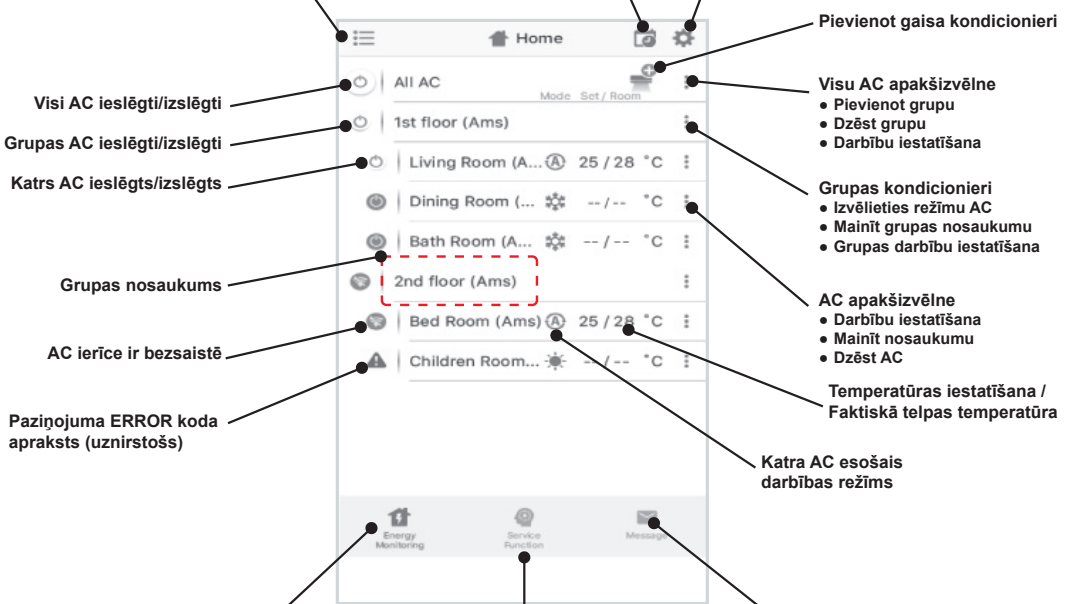 Home
All AC
Mode Set / Room
1st floor (Ams)
Living Room (A... A 25 / 28 °C
Dining Room (... -- / -- °C
Bath Room (A... -- / -- °C
2nd floor (Ams)
Bed Room (Ams) A 25 / 28 °C
Children Room... -- / -- °C
Energy
Monitoring
Service
Function
Message
Visi AC ieslēgti/izslēgti
Grupas AC ieslēgti/izslēgti
Katrs AC ieslēgts/izslēgts
Grupas nosaukums
AC ierīce ir bezsaistē
Paziņojuma ERROR koda
apraksts (uznirstošs)
Pievienot gaisa kondicionieri
Visu AC apakšizvēlne
● Pievienot grupu
● Dzēst grupu
● Darbību iestatīšana
Grupas kondicionieri
● Izvēlieties režīmu AC
● Mainīt grupas nosaukumu
● Grupas darbību iestatīšana
AC apakšizvēlne
● Darbību iestatīšana
● Mainīt nosaukumu
● Dzēst AC
Temperatūras iestatīšana /
Faktiskā telpas temperatūra
Katra AC esošais
darbības režīms